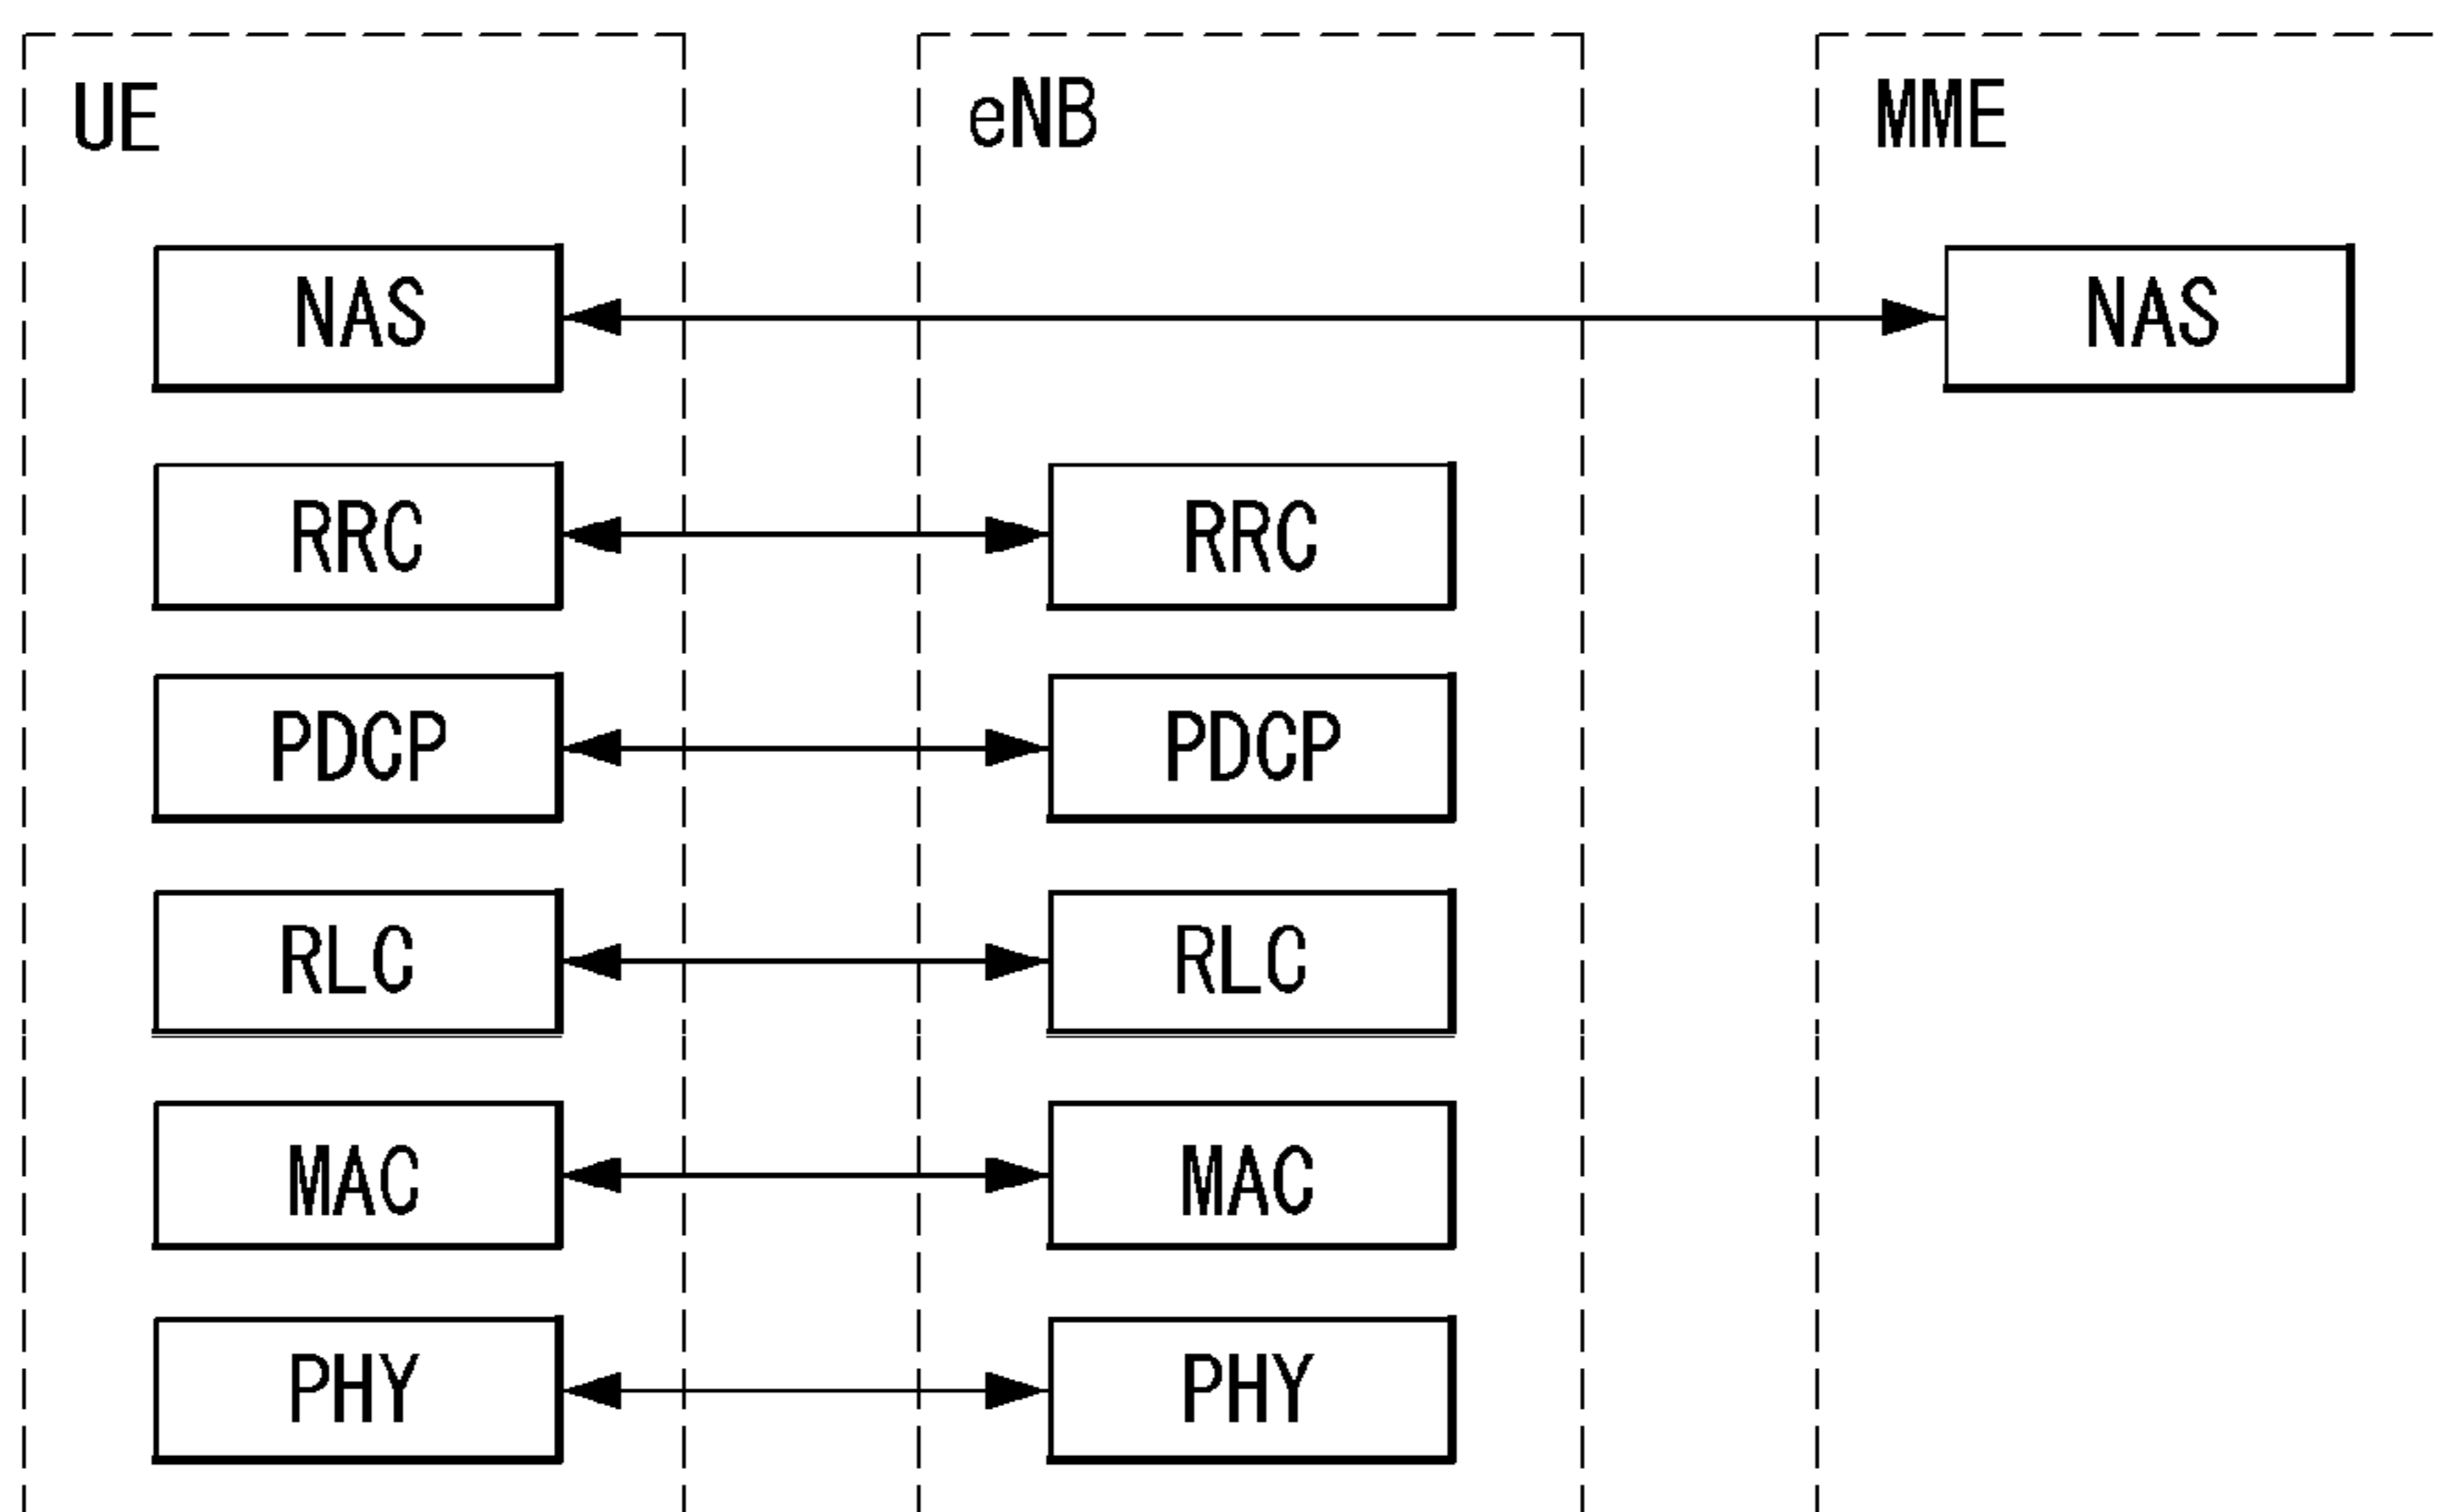 UE eNB MME
NAS NAS
RRC RRC
PDCP PDCP
RLC RLC
MAC MAC
PHY PHY